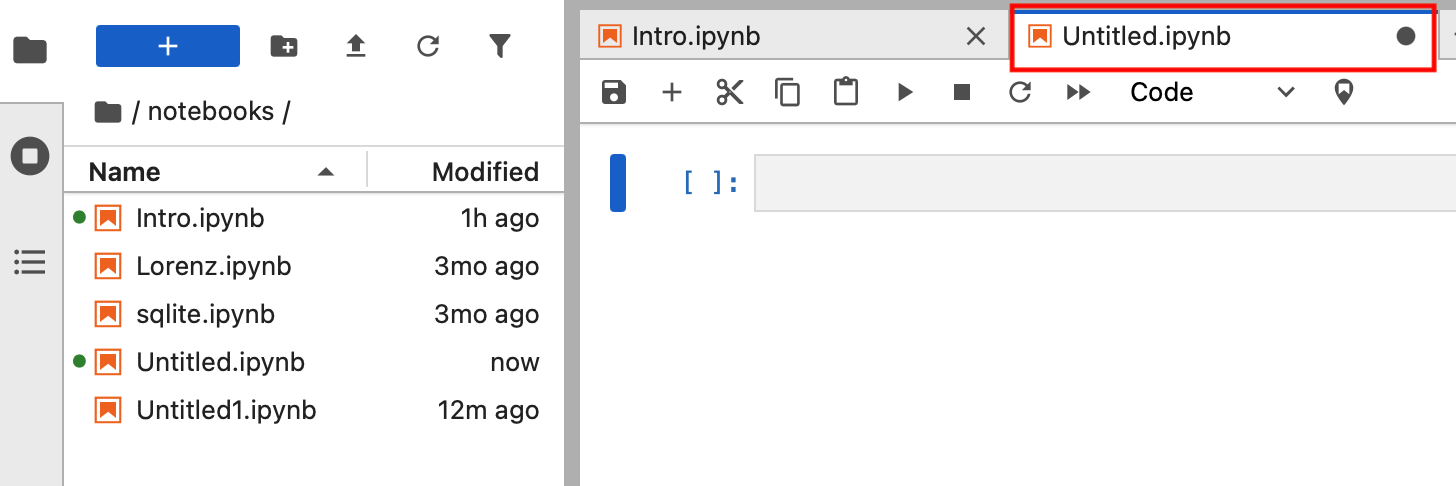 Intro.ipynb
Untitled.ipynb
Code
/ notebooks /
Name Modified
[ ]:
Intro.ipynb 1h ago
Lorenz.ipynb 3mo ago
sqlite.ipynb 3mo ago
Untitled.ipynb now
Untitled1.ipynb 12m ago